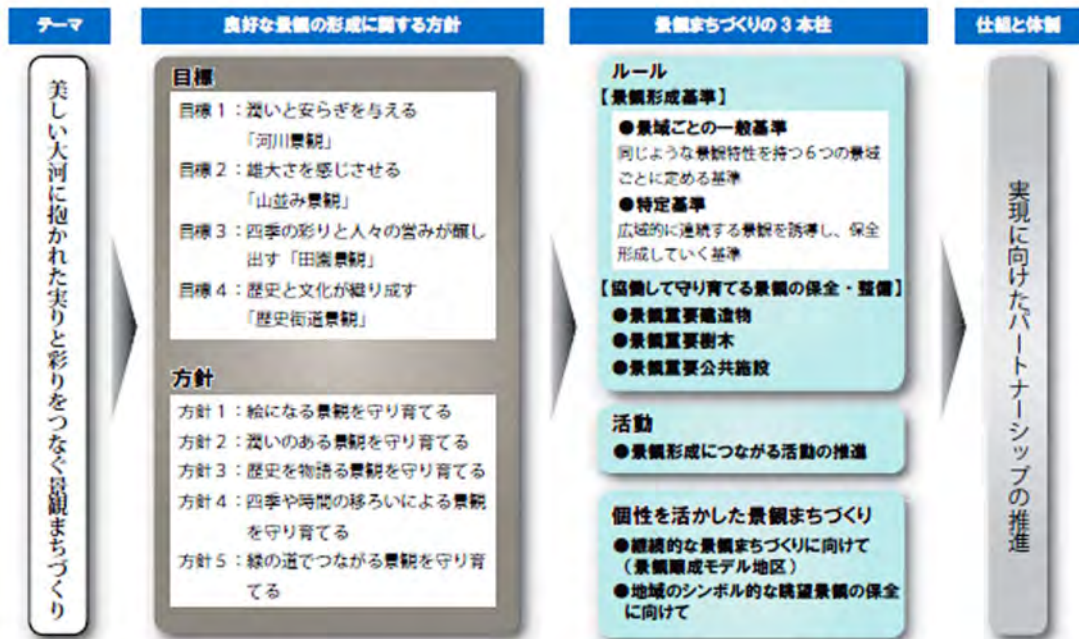 テーマ
美しい大河に抱かれた実りと彩りをつなぐ景観まちづくり
良好な景観の形成に関する方針
目標
目標1：潤いと安らぎを与える
「河川景観」
目標2：雄大さを感じさせる
「山並み景観」
目標3：四季の彩りと人々の営みが醸し
出す「田園景観」
目標4：歴史と文化が織り成す
「歴史街道景観」
方針
方針1：絵になる景観を守り育てる
方針2：潤いのある景観を守り育てる
方針3：歴史を物語る景観を守り育てる
方針4：四季や時間の移ろいによる景観
を守り育てる
方針5：緑の道でつながる景観を守り育
てる
景観まちづくりの3本柱
ルール
【景観形成基準】
●景域ごとの一般基準
同じような景観特性を持つ6つの景域
ごとに定める基準
●特定基準
広域的に連続する景観を誘導し、保全
形成していく基準
【協働して守り育てる景観の保全・整備】
●景観重要建造物
●景観重要樹木
●景観重要公共施設
活動
●景観形成につながる活動の推進
個性を活かした景観まちづくり
●継続的な景観まちづくりに向けて
（景観醸成モデル地区）
●地域のシンボル的な眺望景観の保全
に向けて
仕組と体制
実現に向けたパートナーシップの推進